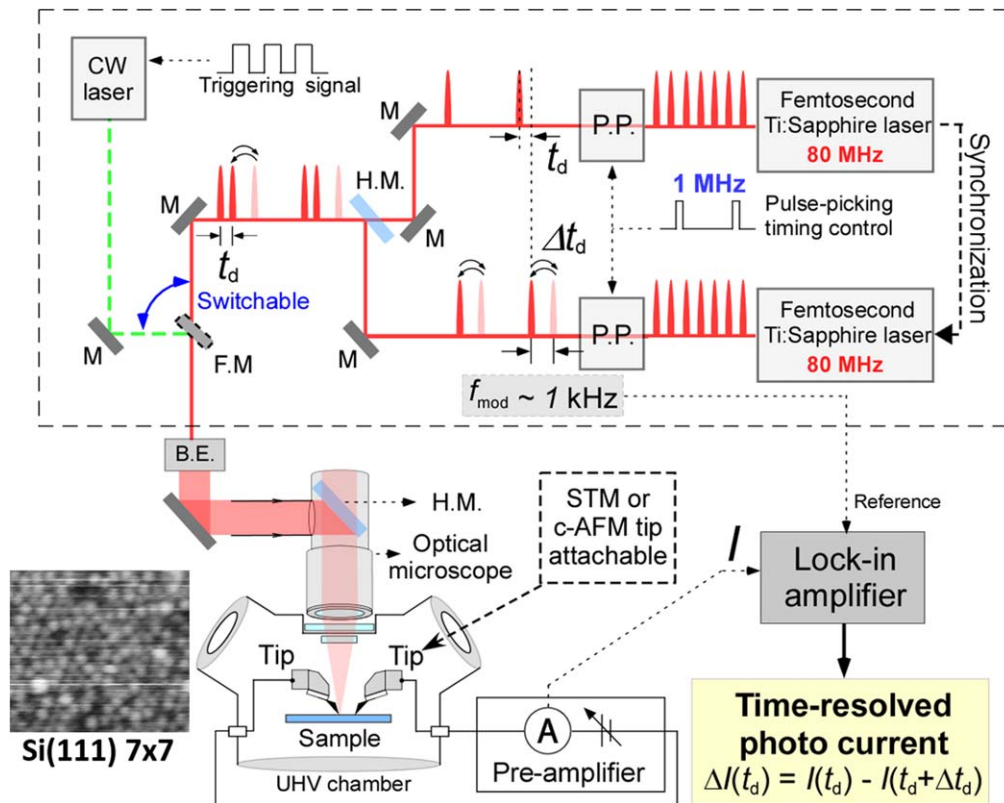 CW
laser
Triggering signal
M
P.P.
Femtosecond
Ti:Sapphire laser
80 MHz
t_d
H.M.
1 MHz
Pulse-picking
timing control
Synchronization
M
M
t_d
Δt_d
Switchable
M
F.M
M
P.P.
Femtosecond
Ti:Sapphire laser
80 MHz
f_mod ~ 1 kHz
B.E.
H.M.
Optical
microscope
STM or
c-AFM tip
attachable
Reference
I
Lock-in
amplifier
Tip
Tip
Sample
UHV chamber
A
Pre-amplifier
Si(111) 7x7
Time-resolved
photo current
ΔI(t_d) = I(t_d) - I(t_d+Δt_d)